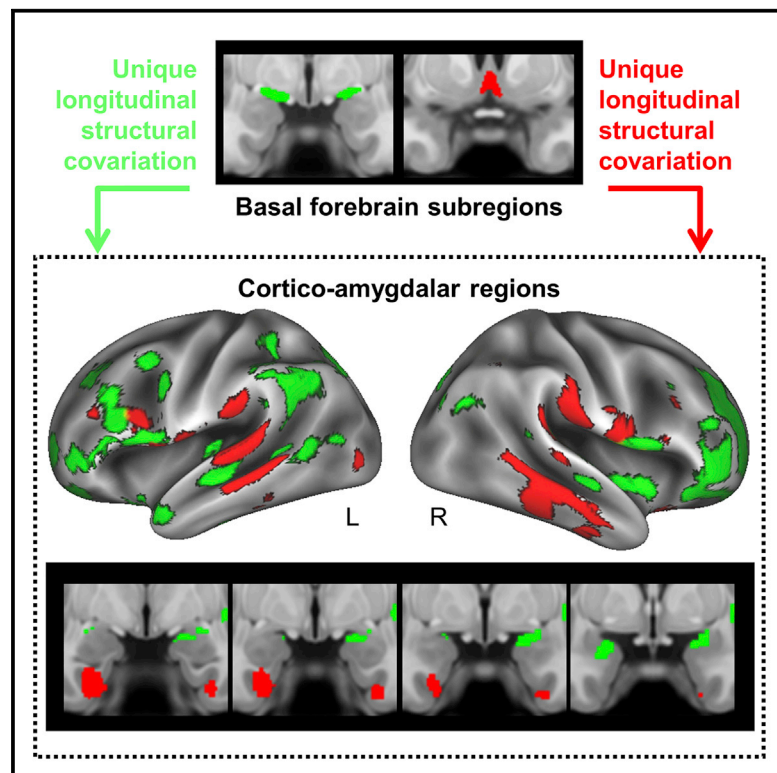 Unique
longitudinal
structural
covariation
Unique
longitudinal
structural
covariation
Basal forebrain subregions
Cortico-amygdalar regions
L
R